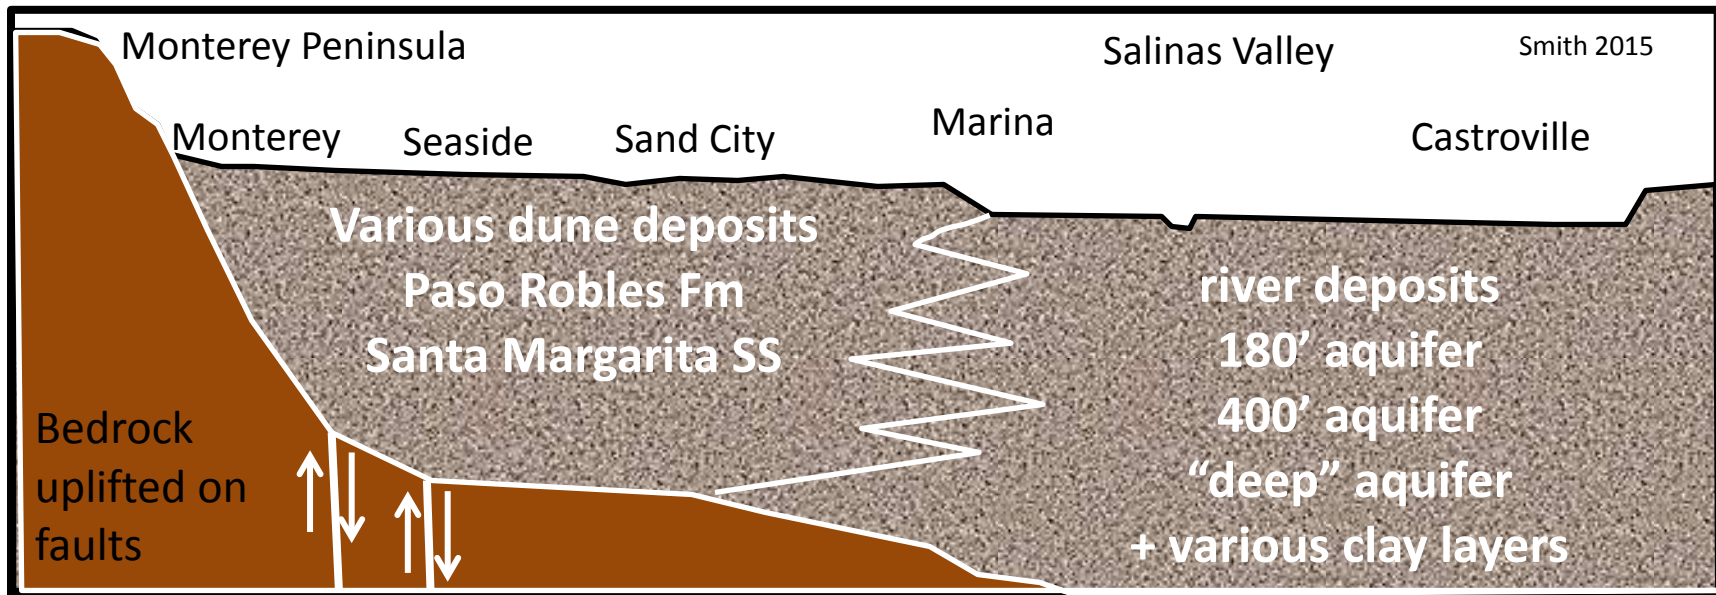 Monterey Peninsula
Salinas Valley
Smith 2015
Monterey
Seaside
Sand City
Marina
Castroville
Various dune deposits
Paso Robles Fm
Santa Margarita SS
river deposits
180’ aquifer
400’ aquifer
“deep” aquifer
+ various clay layers
Bedrock
uplifted on
faults